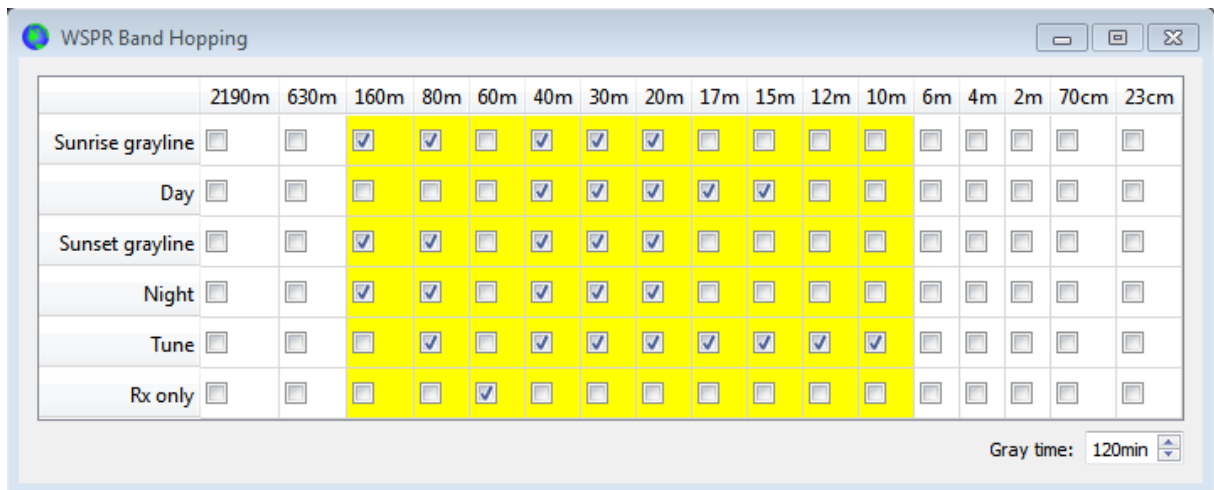 WSPR Band Hopping
2190m 630m 160m 80m 60m 40m 30m 20m 17m 15m 12m 10m 6m 4m 2m 70cm 23cm
Sunrise grayline
Day
Sunset grayline
Night
Tune
Rx only
Gray time: 120min